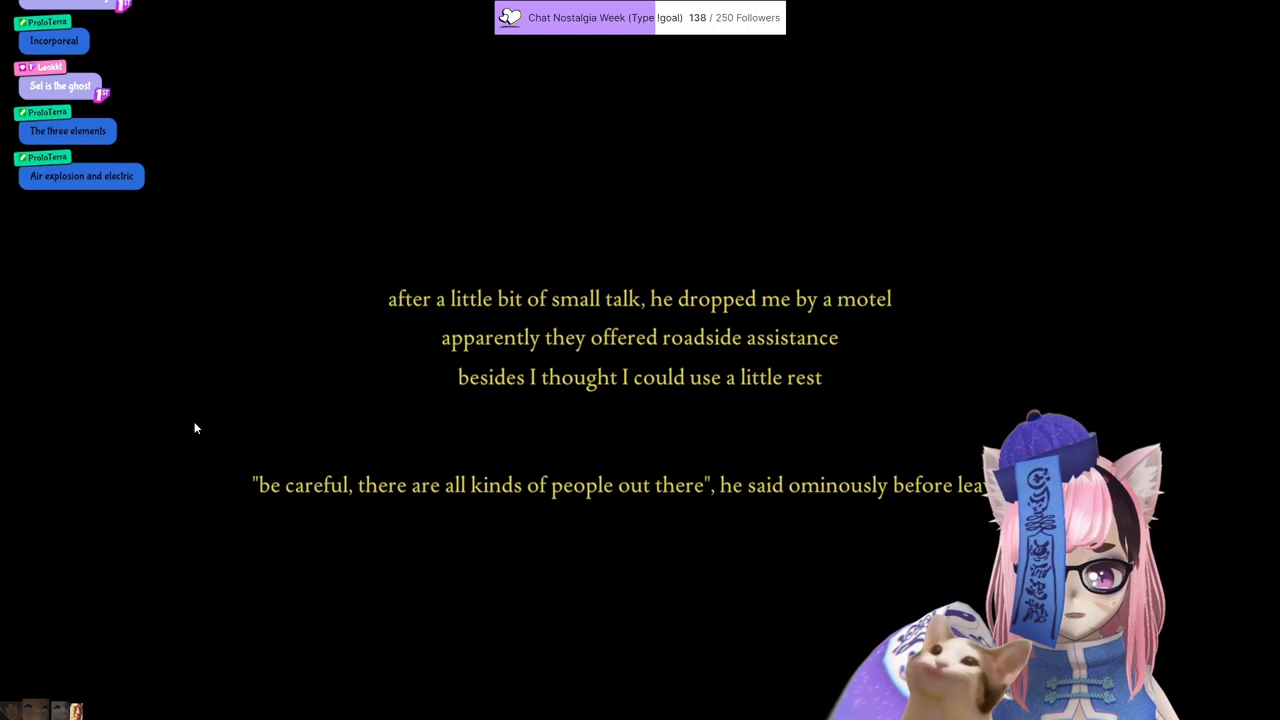 Chat Nostalgia Week (Type !goal) 138 / 250 Followers
ProtoTerra
Incorporeal
Leokkt
Sel is the ghost
1ST
ProtoTerra
The three elements
ProtoTerra
Air explosion and electric
after a little bit of small talk, he dropped me by a motel
apparently they offered roadside assistance
besides I thought I could use a little rest
"be careful, there are all kinds of people out there", he said ominously before